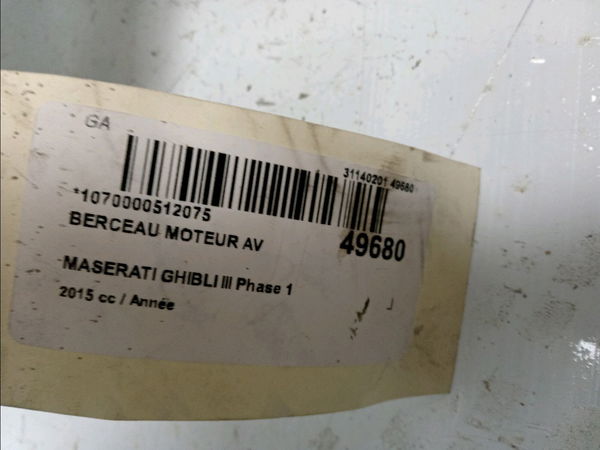 GA
31140201 49680
*1070000512075
BERCEAU MOTEUR AV
49680
MASERATI GHIBLI III Phase 1
2015 cc / Année